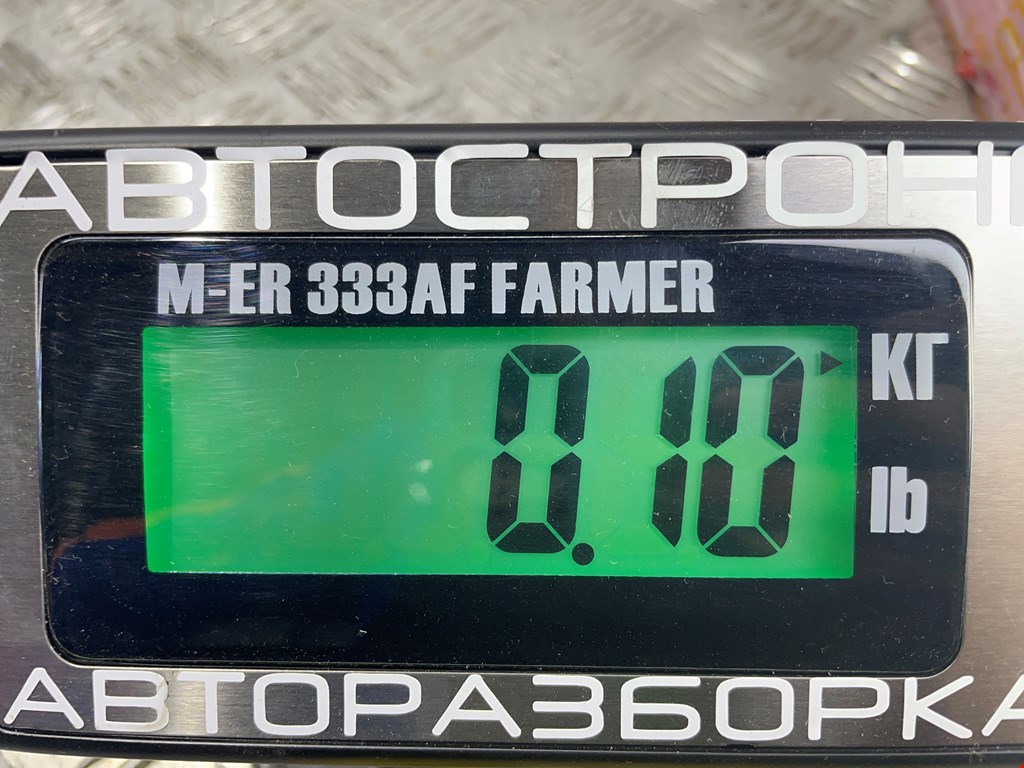 АВТОСТРОН
M-ER 333AF FARMER
0.10
КГ
lb
АВТОРАЗБОРКА